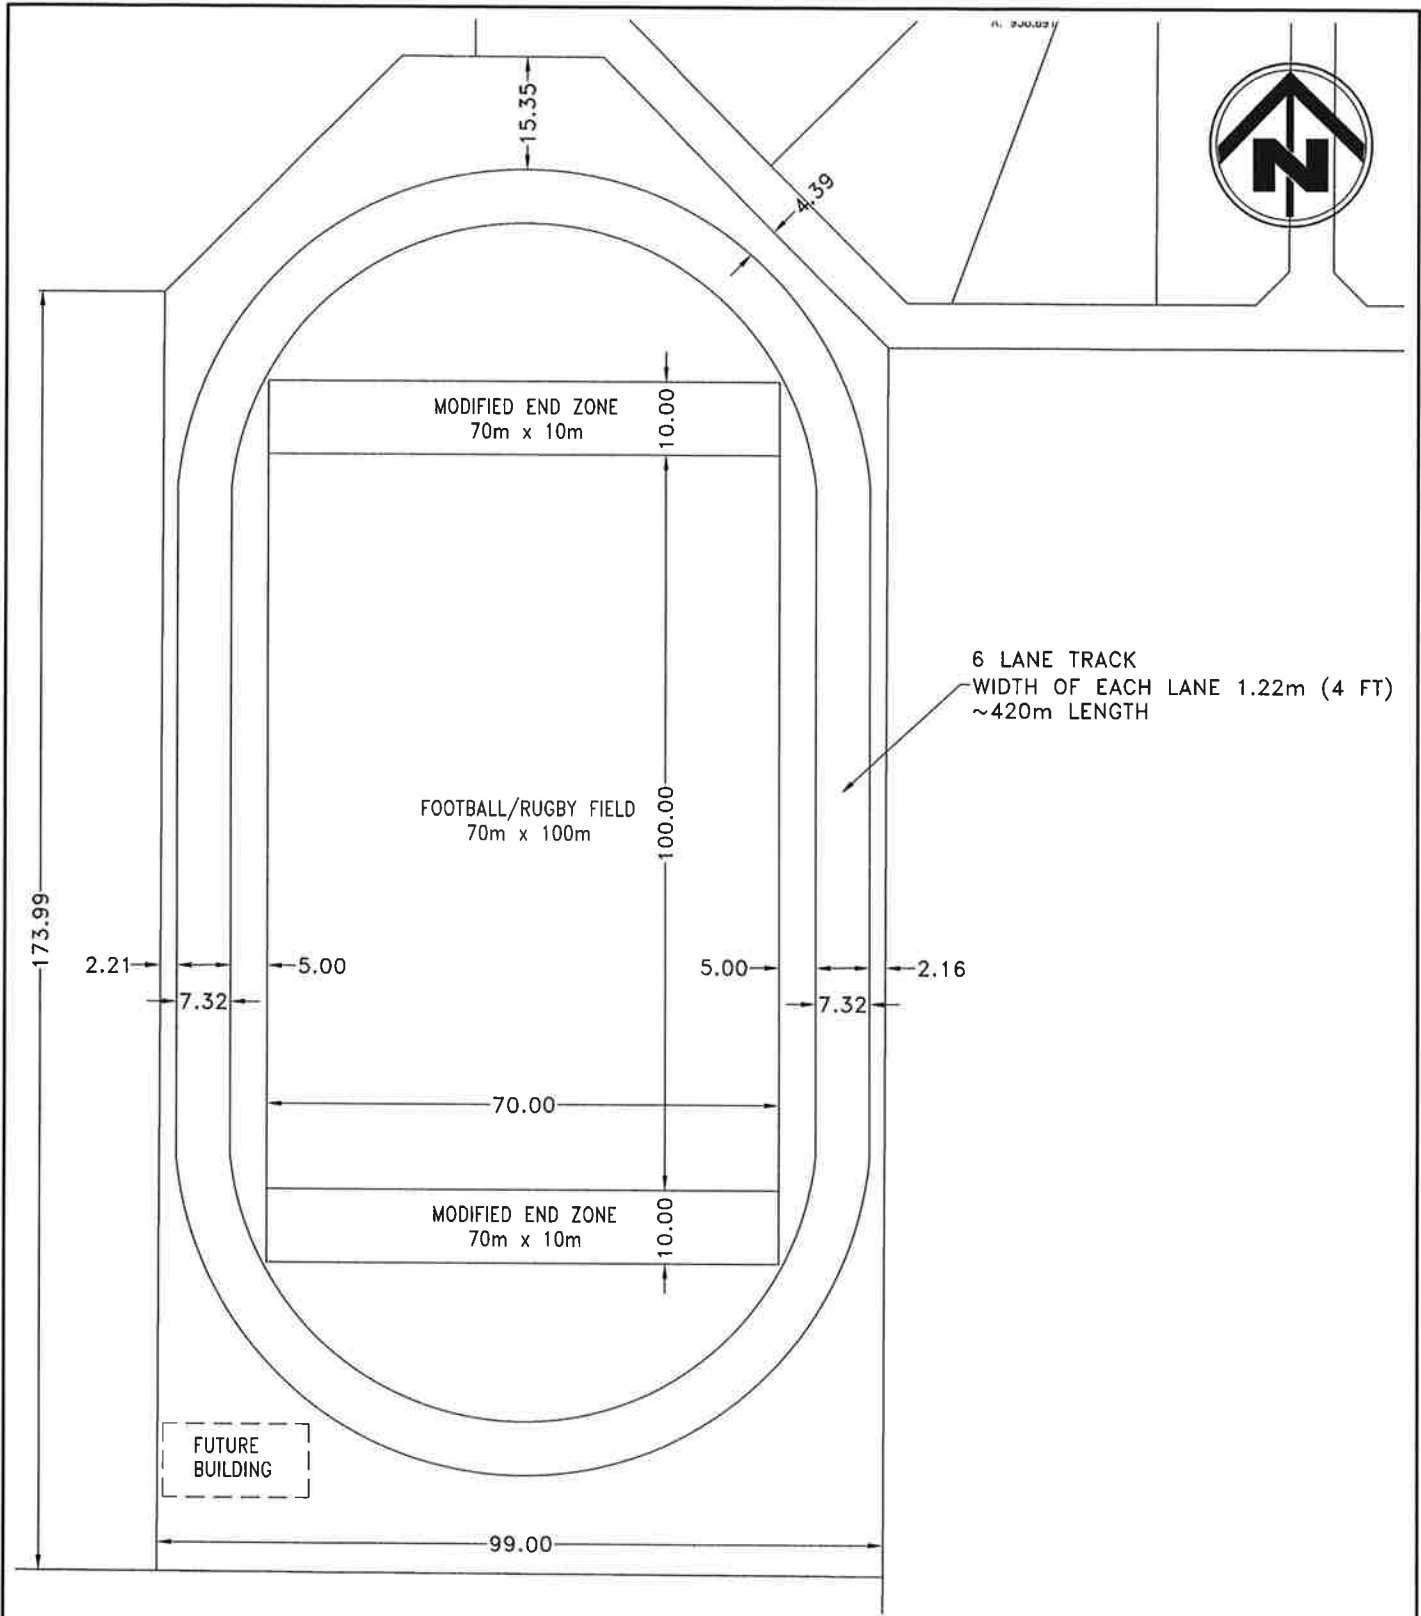 15.35
N
4.39
MODIFIED END ZONE
70m x 10m
10.00
6 LANE TRACK
WIDTH OF EACH LANE 1.22m (4 FT)
~420m LENGTH
FOOTBALL/RUGBY FIELD
70m x 100m
100.00
173.99
2.21
5.00
5.00
2.16
7.32
7.32
70.00
MODIFIED END ZONE
70m x 10m
10.00
FUTURE
BUILDING
99.00